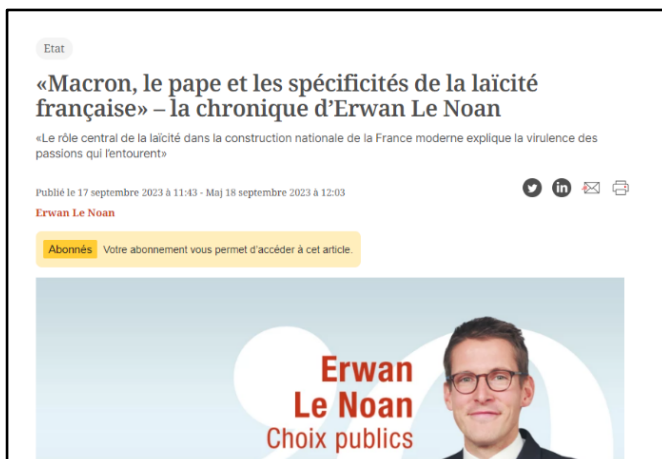 Etat
«Macron, le pape et les spécificités de la laïcité
française» – la chronique d’Erwan Le Noan
«Le rôle central de la laïcité dans la construction nationale de la France moderne explique la virulence des
passions qui l’entourent»
Publié le 17 septembre 2023 à 11:43 - Maj 18 septembre 2023 à 12:03
Erwan Le Noan
Abonnés Votre abonnement vous permet d’accéder à cet article.
Erwan
Le Noan
Choix publics